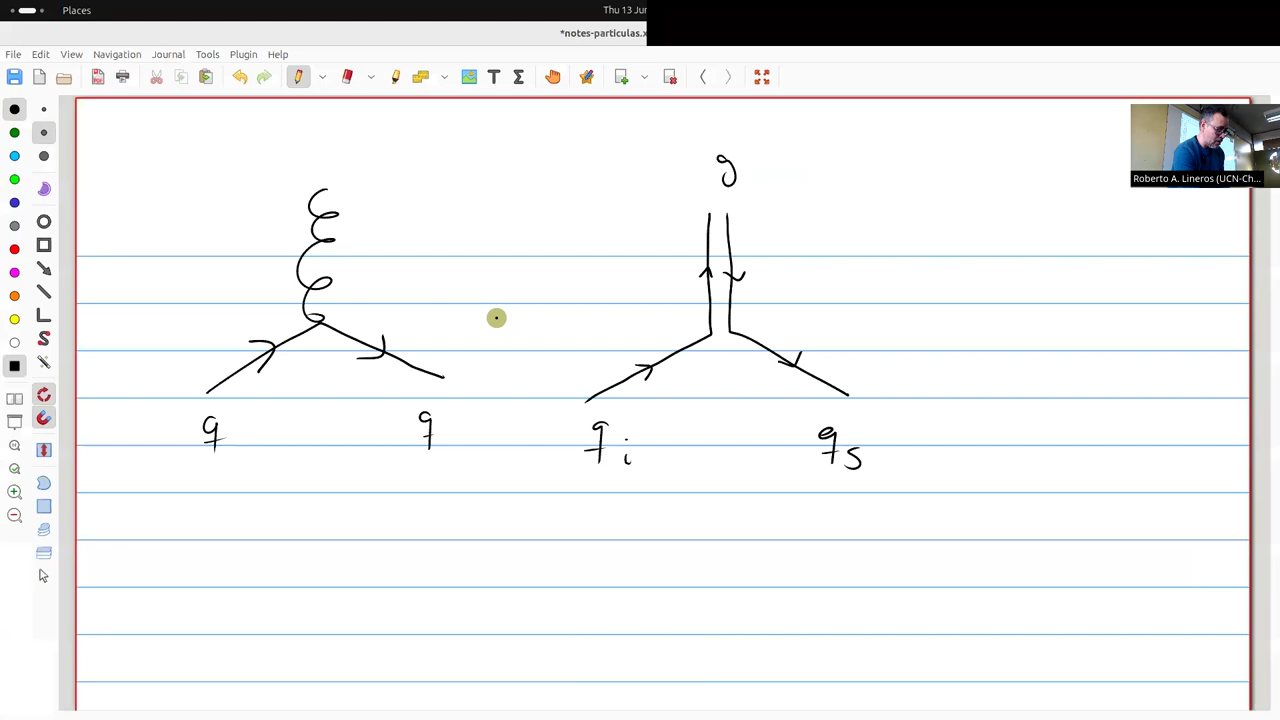 Places
Thu 13 Jun
*notes-particulas.x
File Edit View Navigation Journal Tools Plugin Help
Roberto A. Lineros (UCN-Ch...
g
q
q
q i
q s